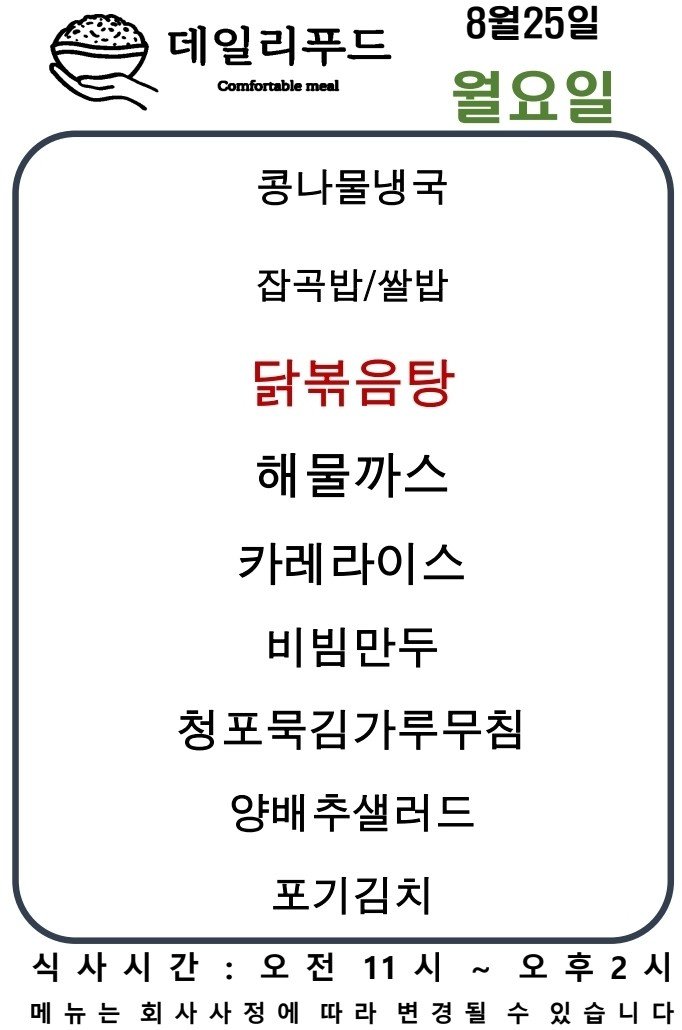 데일리푸드
Comfortable meal
8월25일
월요일
콩나물냉국
잡곡밥/쌀밥
닭볶음탕
해물까스
카레라이스
비빔만두
청포묵김가루무침
양배추샐러드
포기김치
식사시간 : 오전 11시 ~ 오후 2시
메뉴는 회사사정에 따라 변경될 수 있습니다